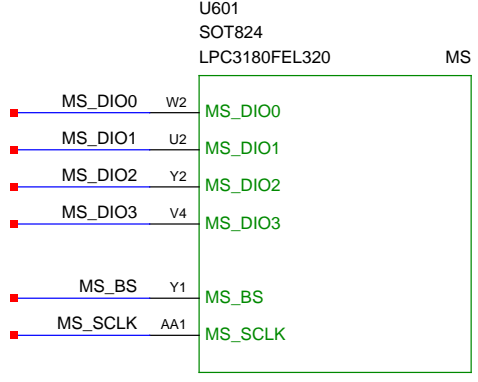 U601
SOT824
LPC3180FEL320 MS
MS_DIO0 W2 MS_DIO0
MS_DIO1 U2 MS_DIO1
MS_DIO2 Y2 MS_DIO2
MS_DIO3 V4 MS_DIO3
MS_BS Y1 MS_BS
MS_SCLK AA1 MS_SCLK